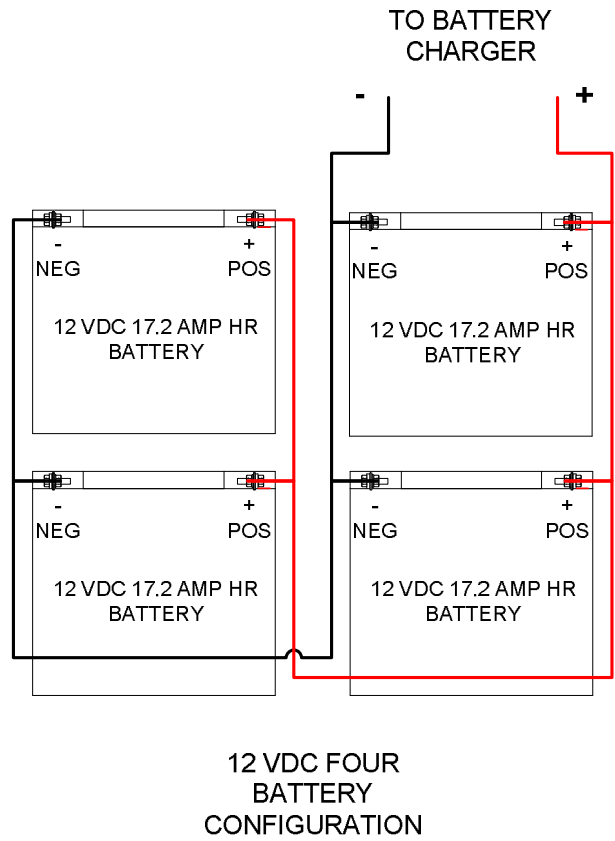 TO BATTERY
CHARGER
- +
- +
NEG POS
12 VDC 17.2 AMP HR
BATTERY
- +
NEG POS
12 VDC 17.2 AMP HR
BATTERY
- +
NEG POS
12 VDC 17.2 AMP HR
BATTERY
- +
NEG POS
12 VDC 17.2 AMP HR
BATTERY
12 VDC FOUR
BATTERY
CONFIGURATION